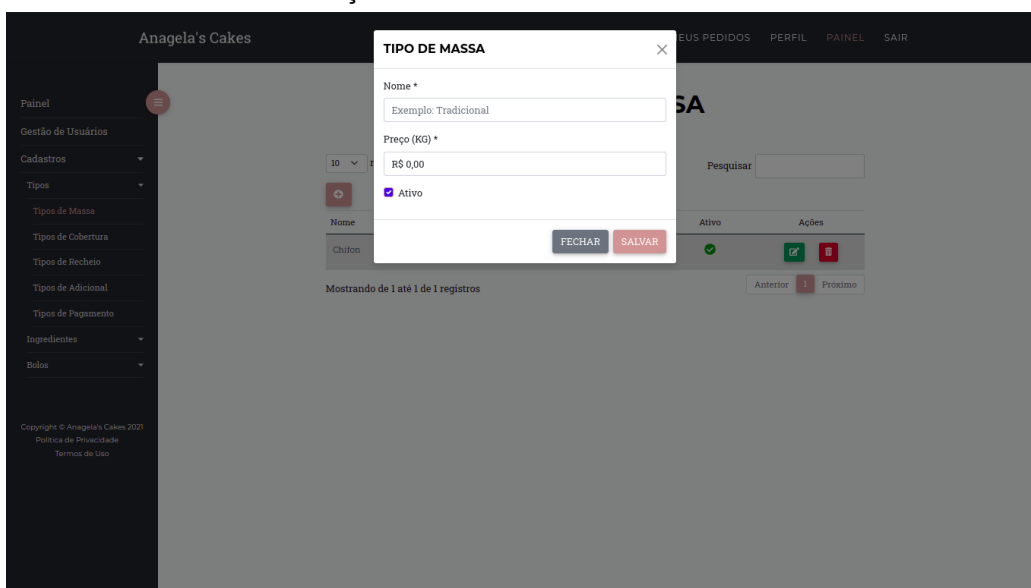 Anagela's Cakes
EUS PEDIDOS PERFIL PAINEL SAIR
TIPO DE MASSA
Nome *
Exemplo: Tradicional
Preço (KG) *
R$ 0,00
Ativo
FECHAR SALVAR
Painel
Gestão de Usuários
Cadastros
Tipos
Tipos de Massa
Tipos de Cobertura
Tipos de Recheio
Tipos de Adicional
Tipos de Pagamento
Ingredientes
Bolos
Copyright © Anagela's Cakes 2021
Política de Privacidade
Termos de Uso
SA
10
Pesquisar
Nome Ativo Ações
Chifon
Mostrando de 1 até 1 de 1 registros
Anterior 1 Próximo